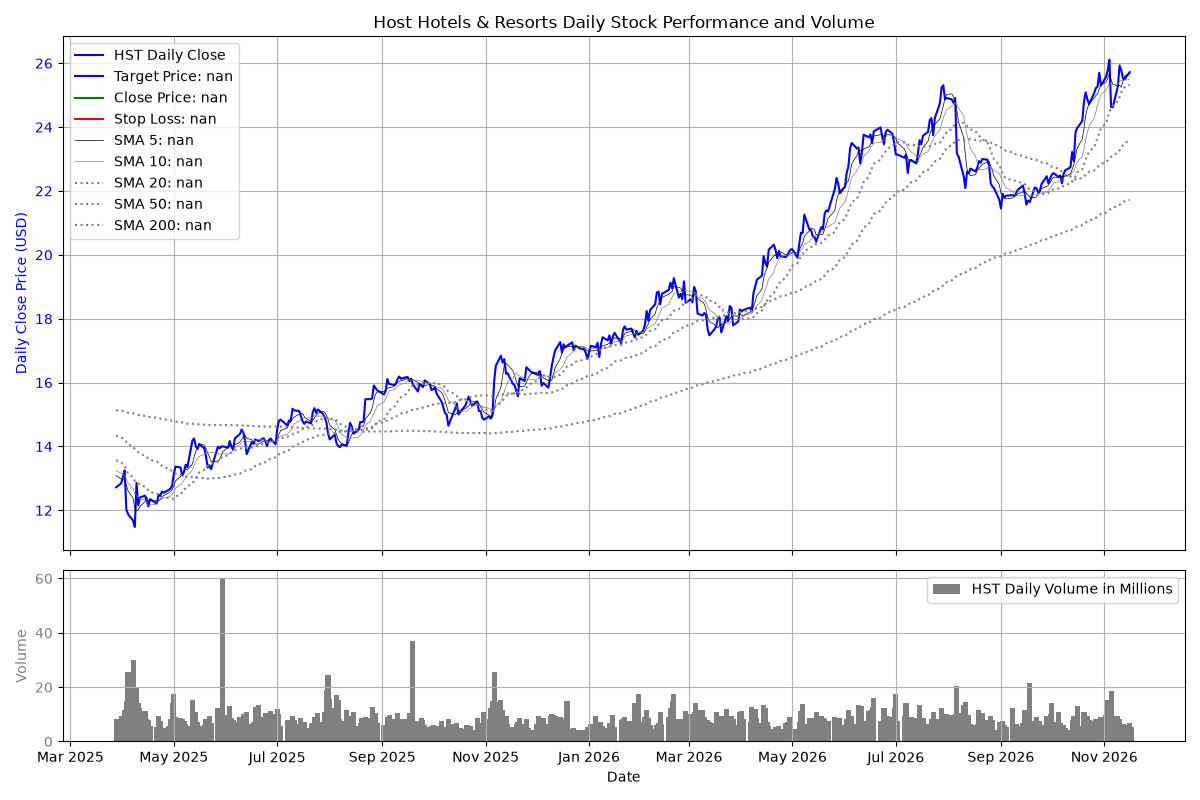 Host Hotels & Resorts Daily Stock Performance and Volume
HST Daily Close
Target Price: nan
Close Price: nan
Stop Loss: nan
SMA 5: nan
SMA 10: nan
SMA 20: nan
SMA 50: nan
SMA 200: nan
Daily Close Price (USD)
26
24
22
20
18
16
14
12
HST Daily Volume in Millions
Volume
60
40
20
0
Mar 2025 May 2025 Jul 2025 Sep 2025 Nov 2025 Jan 2026 Mar 2026 May 2026 Jul 2026 Sep 2026 Nov 2026
Date